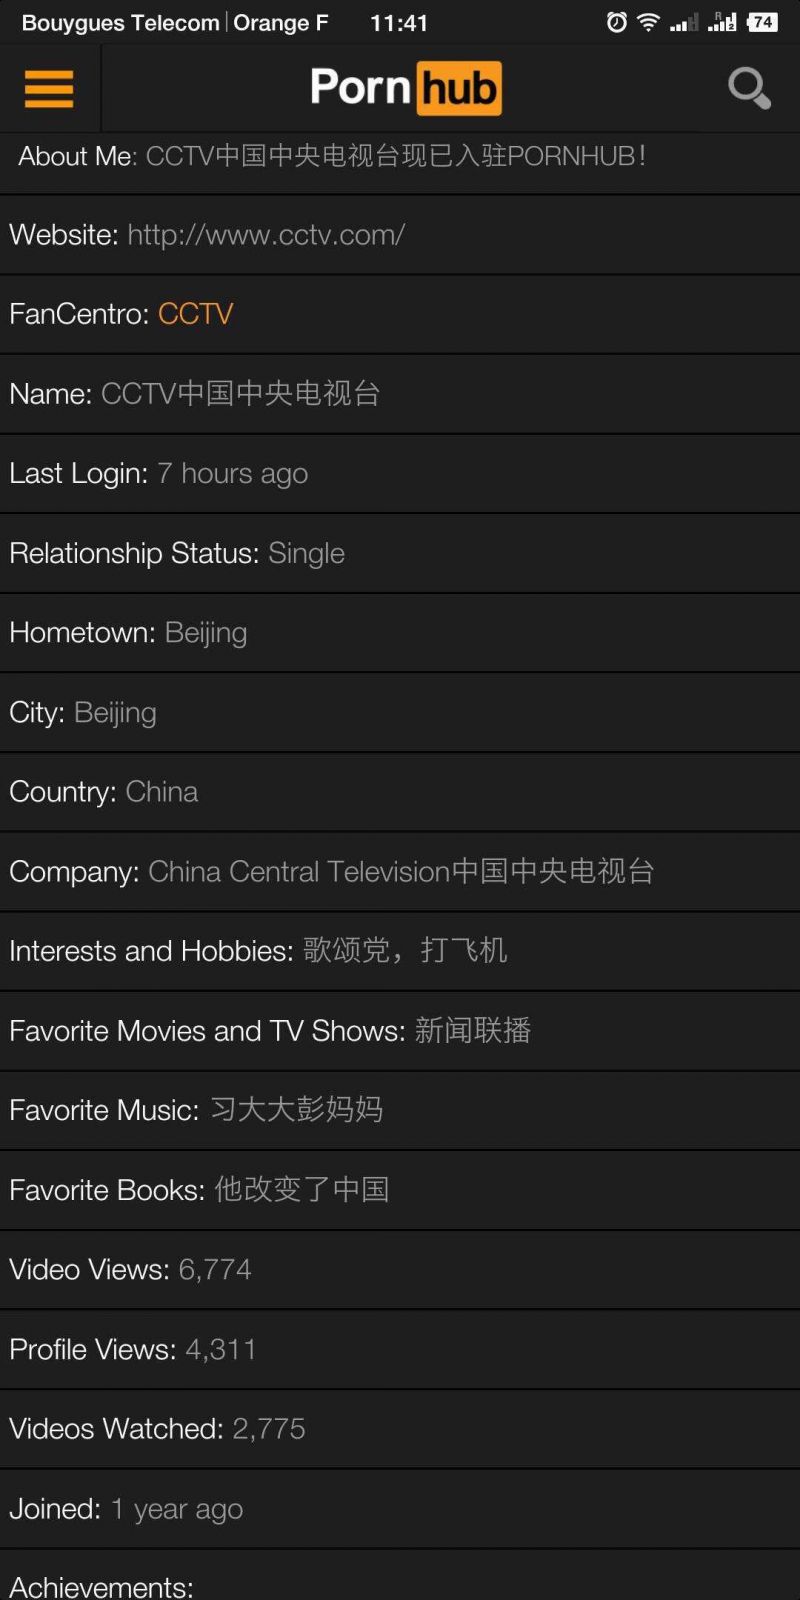 Bouygues Telecom | Orange F 11:41 74
Porn hub
About Me: CCTV中国中央电视台现已入驻PORNHUB！
Website: http://www.cctv.com/
FanCentro: CCTV
Name: CCTV中国中央电视台
Last Login: 7 hours ago
Relationship Status: Single
Hometown: Beijing
City: Beijing
Country: China
Company: China Central Television中国中央电视台
Interests and Hobbies: 歌颂党，打飞机
Favorite Movies and TV Shows: 新闻联播
Favorite Music: 习大大彭妈妈
Favorite Books: 他改变了中国
Video Views: 6,774
Profile Views: 4,311
Videos Watched: 2,775
Joined: 1 year ago
Achievements: